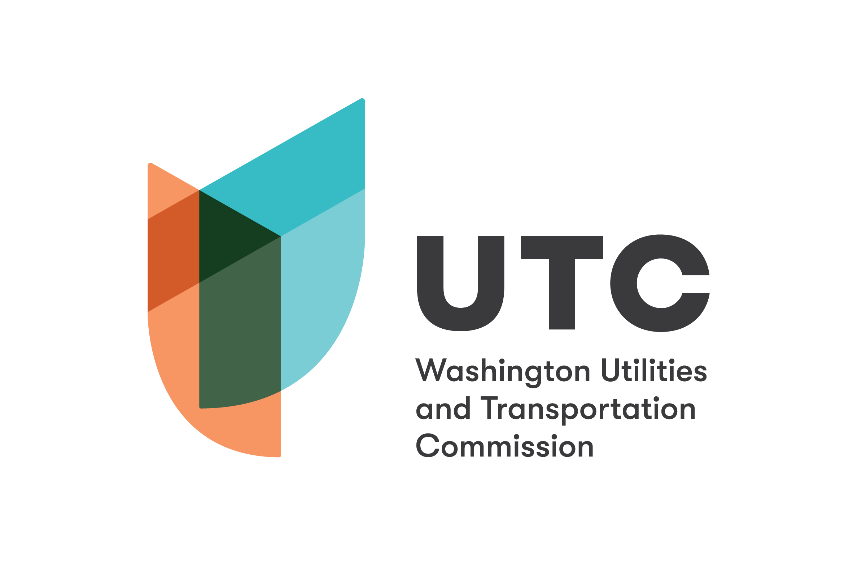 UTC
Washington Utilities
and Transportation
Commission